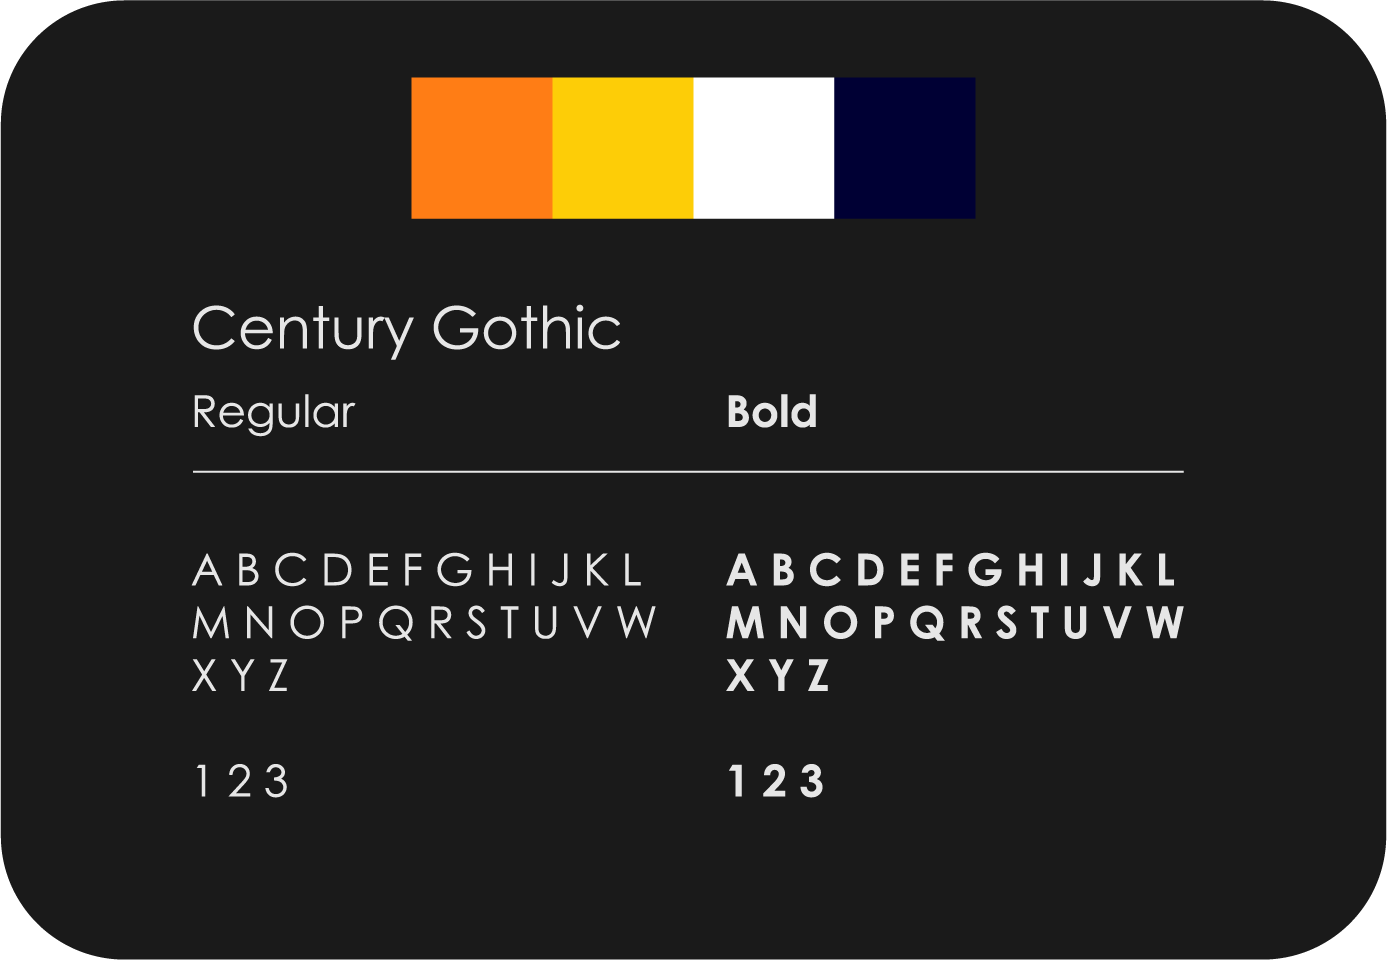 Century Gothic
Regular
Bold
A B C D E F G H I J K L
M N O P Q R S T U V W
X Y Z
1 2 3
A B C D E F G H I J K L
M N O P Q R S T U V W
X Y Z
1 2 3